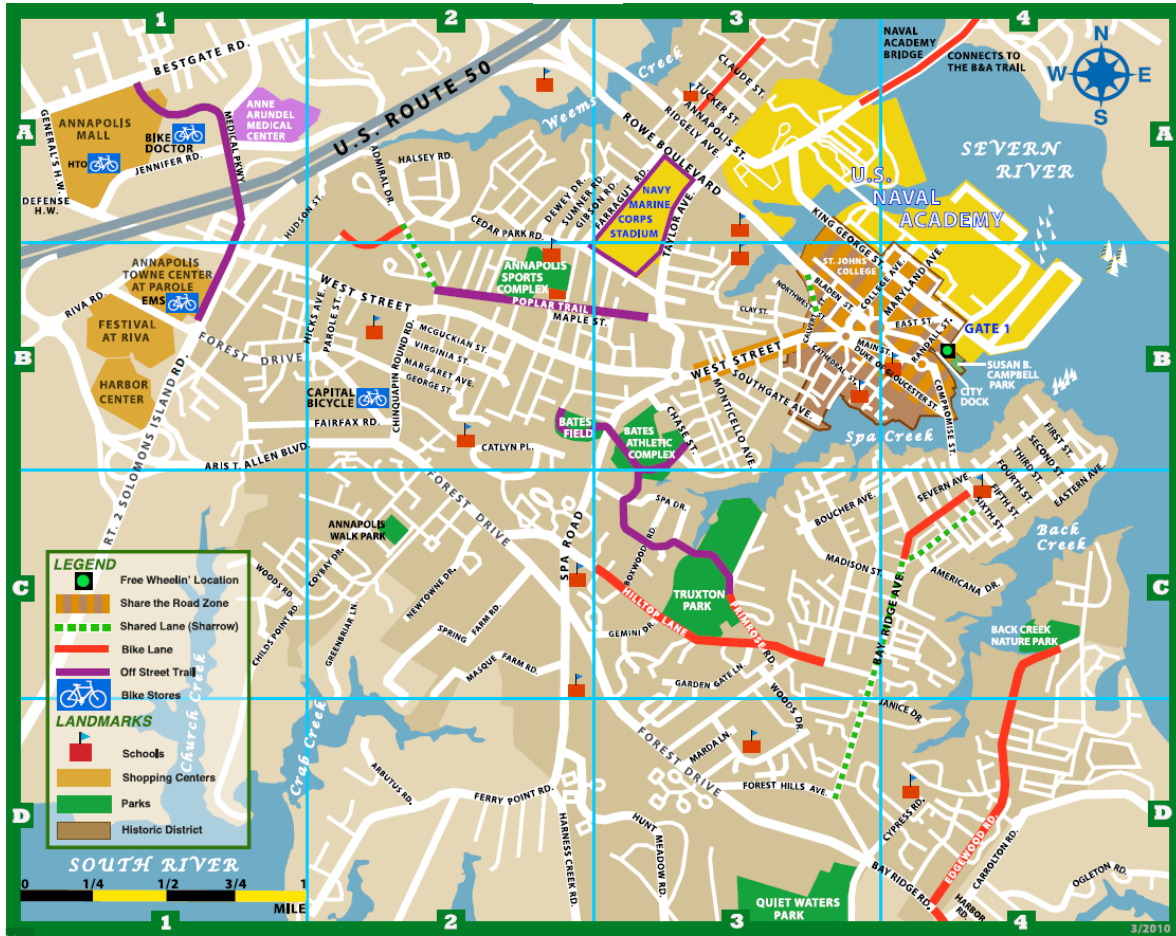 1
2
3
4
NAVAL
ACADEMY
BRIDGE
CONNECTS TO
THE B&A TRAIL
N
W
E
S
BESTGATE RD.
Creek
CLAUDE ST.
TUCKER ST.
ANNAPOLIS ST.
RIDGELY AVE.
A
ANNAPOLIS
MALL
BIKE
DOCTOR
HTO
MEDICAL PKWY.
ANNE
ARUNDEL
MEDICAL
CENTER
U.S. ROUTE 50
Weems
ROWE BOULEVARD
A
GENERAL'S H.W.
JENNIFER RD.
ADMIRAL DR.
HALSEY RD.
SEVERN
RIVER
U.S.
NAVAL
ACADEMY
DEFENSE
H.W.
HUDSON ST.
CEDAR PARK RD.
DEWEY DR.
SUMNER RD.
GIBSON RD.
FARRAGUT RD.
NAVY
MARINE
CORPS
STADIUM
TAYLOR AVE.
KING GEORGE ST.
ST. JOHNS
COLLEGE
COLLEGE AVE.
MARYLAND AVE.
BLADEN ST.
NORTHWEST ST.
CALVERT ST.
ANNAPOLIS
TOWNE CENTER
AT PAROLE
EMS
RIVA RD.
FESTIVAL
AT RIVA
HARBOR
CENTER
FOREST DRIVE
HICKS AVE.
PAROLE ST.
WEST STREET
ANNAPOLIS
SPORTS
COMPLEX
POPLAR TRAIL
MAPLE ST.
CLAY ST.
EAST ST.
RANDALL ST.
GATE 1
B
MCGUCKIAN ST.
VIRGINIA ST.
MARGARET AVE.
GEORGE ST.
CHINQUAPIN ROUND RD.
WEST STREET
MAIN ST.
DUKE OF GLOUCESTER ST.
CATHEDRAL ST.
SOUTHGATE AVE.
MONTICELLO AVE.
COMPROMISE ST.
SUSAN B.
CAMPBELL
PARK
CITY
DOCK
B
CAPITAL
BICYCLE
FAIRFAX RD.
BATES
FIELD
BATES
ATHLETIC
COMPLEX
CHASE ST.
Spa Creek
CATLYN PL.
ARIS T. ALLEN BLVD.
RT. 2 SOLOMONS ISLAND RD.
FOREST DRIVE
FIRST ST.
SECOND ST.
THIRD ST.
FOURTH ST.
FIFTH ST.
SIXTH ST.
EASTERN AVE.
SEVERN AVE.
BOUCHER AVE.
SPA DR.
BOXWOOD RD.
Back
Creek
ANNAPOLIS
WALK PARK
SPA ROAD
MADISON ST.
AMERICANA DR.
BAY RIDGE AVE.
C
WOODS RD.
COYBAY DR.
CHILDS POINT RD.
GREENBRIAR LN.
NEWTOWNE DR.
SPRING FARM RD.
MASQUE FARM RD.
HILLTOP LANE
GEMINI DR.
TRUXTON
PARK
PRIMROSE RD.
GARDEN GATE LN.
WOODS DR.
BACK CREEK
NATURE PARK
C
LEGEND
Free Wheelin' Location
Share the Road Zone
Shared Lane (Sharrow)
Bike Lane
Off Street Trail
Bike Stores
LANDMARKS
Schools
Shopping Centers
Parks
Historic District
Church Creek
Crab Creek
JANICE DR.
MARDA LN.
FOREST DRIVE
FOREST HILLS AVE.
D
ARBUTUS RD.
FERRY POINT RD.
HARNESS CREEK RD.
HUNT
MEADOW RD.
CYPRESS RD.
EDGEWOOD RD.
CARROLTON RD.
BAY RIDGE RD.
HARBOR
RD.
OGLETON RD.
D
QUIET WATERS
PARK
SOUTH RIVER
0
1/4
1/2
3/4
1
MILE
1
2
3
4
3/2010